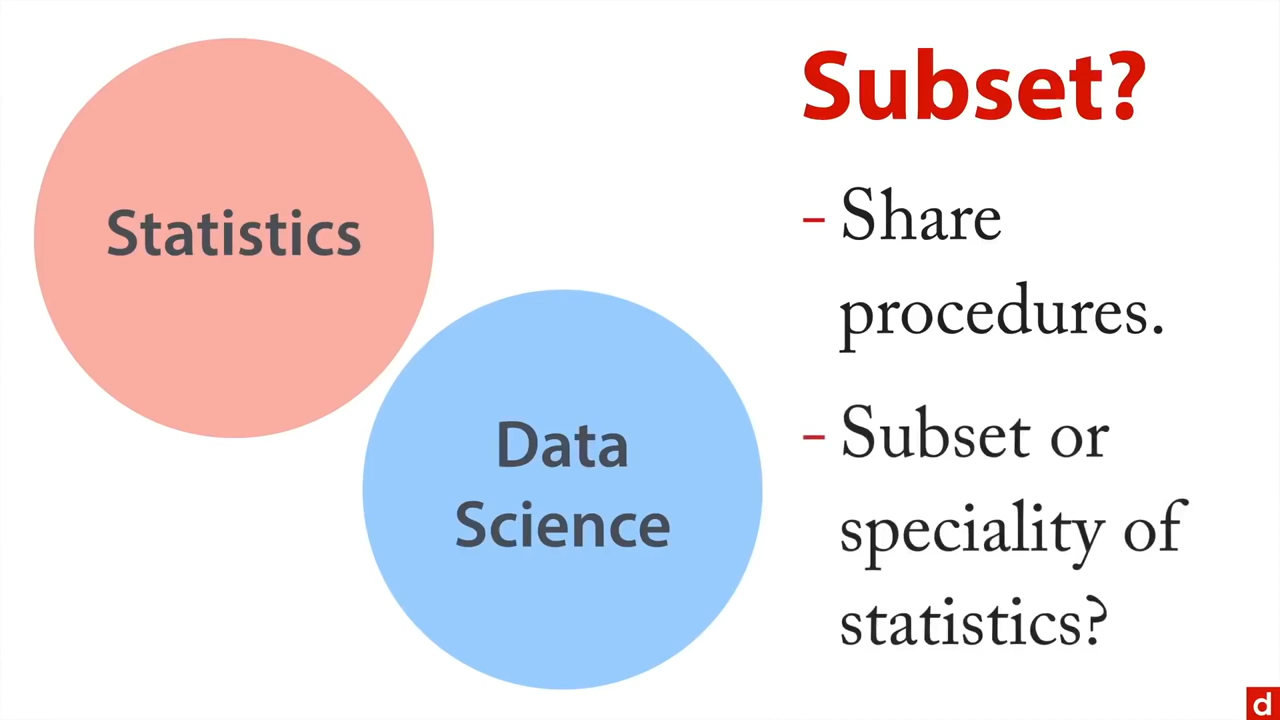 Statistics
Data
Science
Subset?
- Share
procedures.
- Subset or
speciality of
statistics?
d